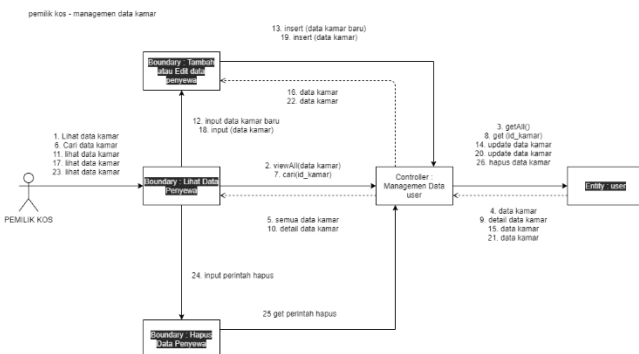 pemilik kos - managemen data kamar
13. insert (data kamar baru)
19. insert (data kamar)
Boundary : Tambah
atau Edit data
penyewa
16. data kamar
22. data kamar
12. input data kamar baru
18. input (data kamar)
3. getAll()
8. get (id_kamar)
14. update data kamar
20. update data kamar
26. hapus data kamar
1. Lihat data kamar
6. Cari data kamar
11. lihat data kamar
17. lihat data kamar
23. lihat data kamar
2. viewAll(data kamar)
7. cari(id_kamar)
PEMILIK KOS
Boundary : Lihat Data
Penyewa
Controller :
Managemen Data
user
Entity : user
5. semua data kamar
10. detail data kamar
4. data kamar
9. detail data kamar
15. data kamar
21. data kamar
24. input perintah hapus
25 get perintah hapus
Boundary : Hapus
Data Penyewa